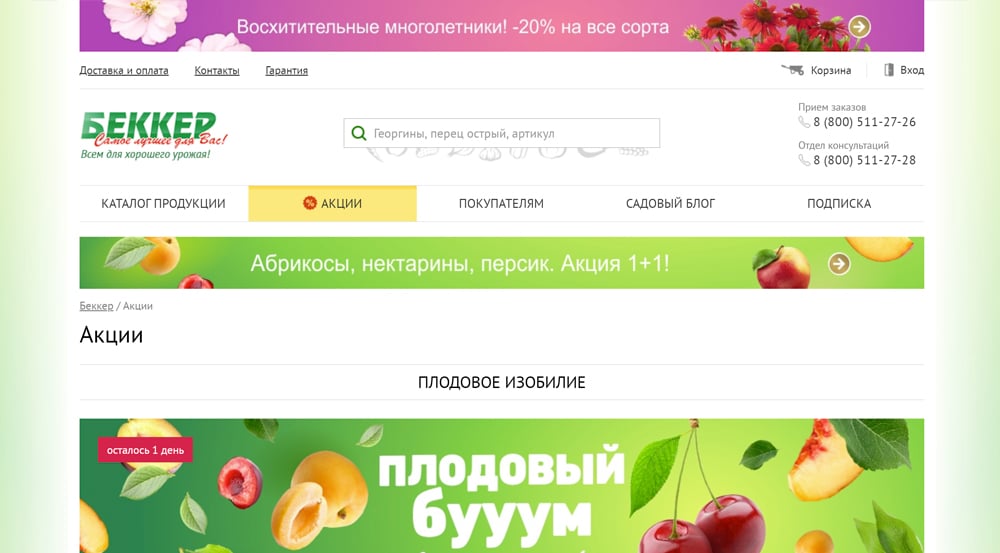 Восхитительные многолетники! -20% на все сорта
Доставка и оплата
Контакты
Гарантия
Корзина
Вход
БЕККЕР
Самое лучшее для Вас!
Всем для хорошего урожая!
Георгины, перец острый, артикул
Прием заказов
8 (800) 511-27-26
Отдел консультаций
8 (800) 511-27-28
КАТАЛОГ ПРОДУКЦИИ
% АКЦИИ
ПОКУПАТЕЛЯМ
САДОВЫЙ БЛОГ
ПОДПИСКА
Абрикосы, нектарины, персик. Акция 1+1!
Беккер / Акции
Акции
ПЛОДОВОЕ ИЗОБИЛИЕ
осталось 1 день
плодовый
бууум